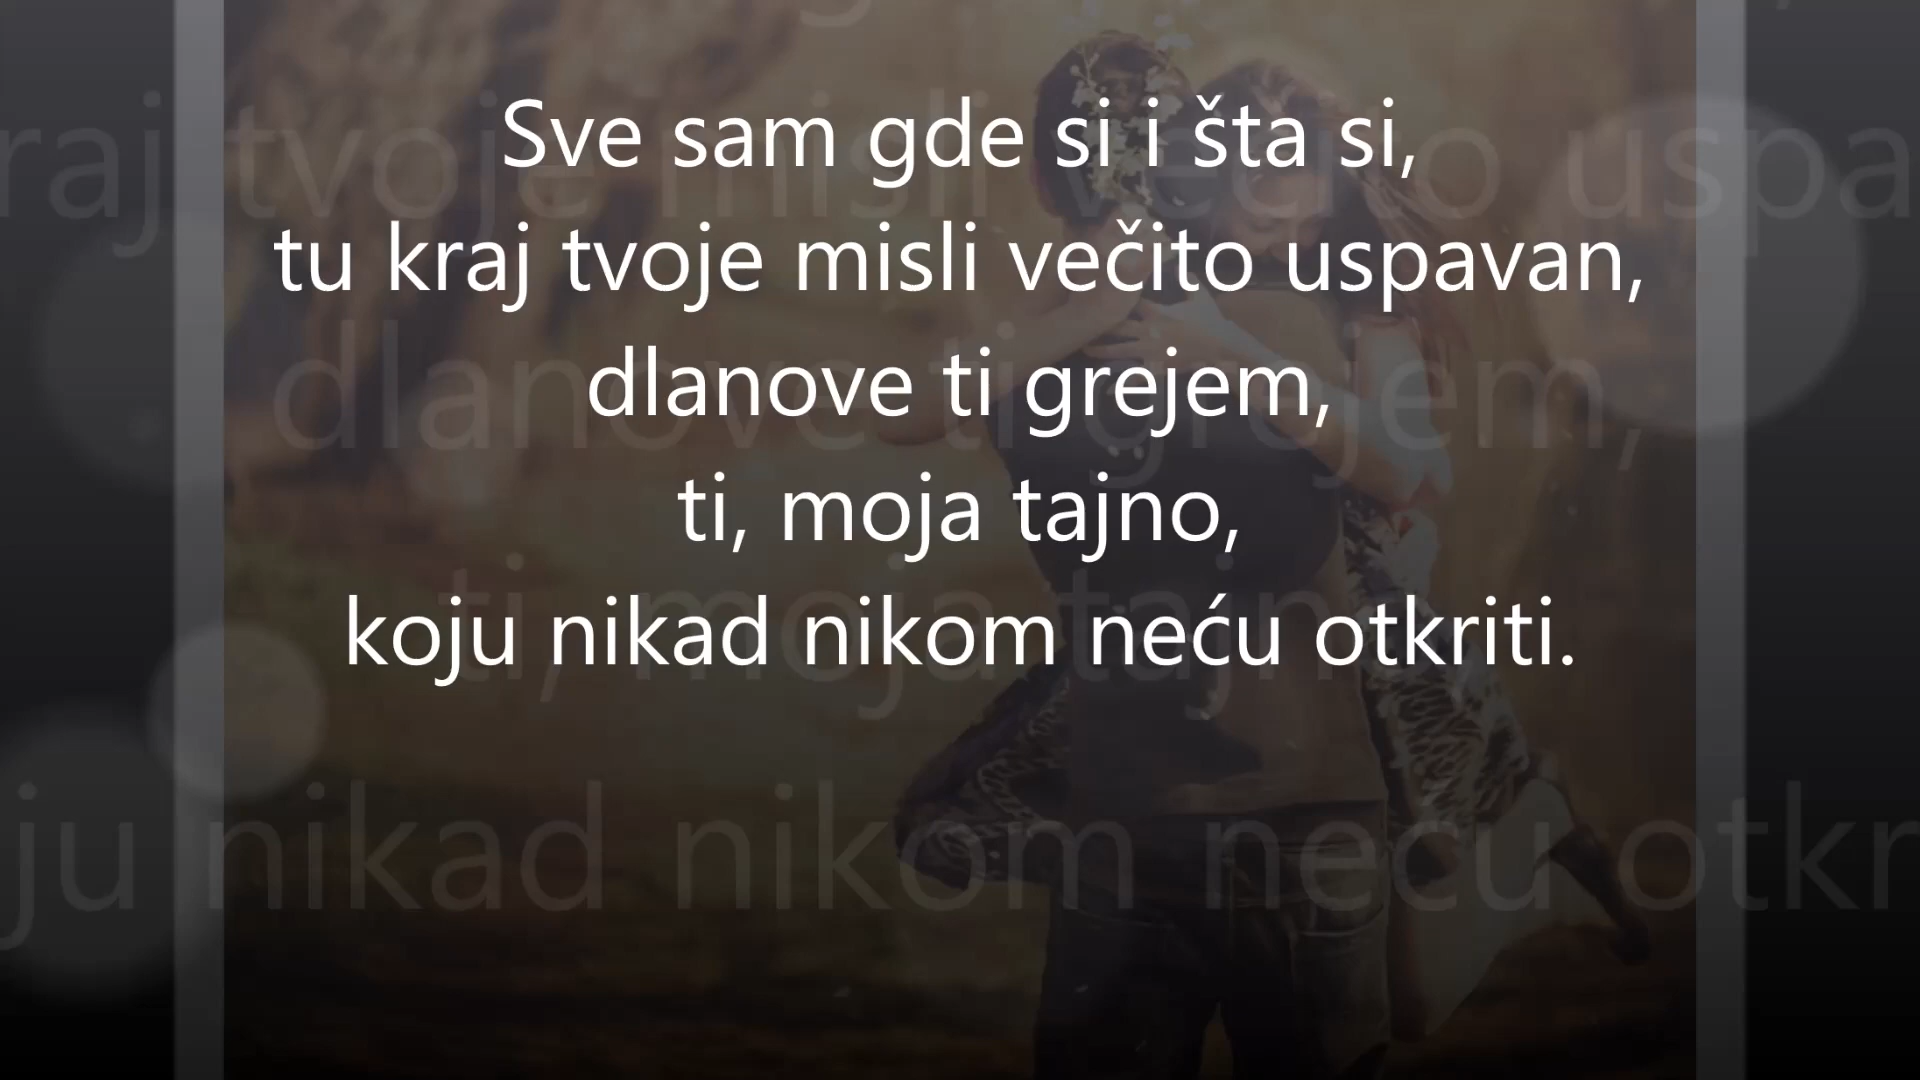 Sve sam gde si i šta si,
tu kraj tvoje misli večito uspavan,
dlanove ti grejem,
ti, moja tajno,
koju nikad nikom neću otkriti.